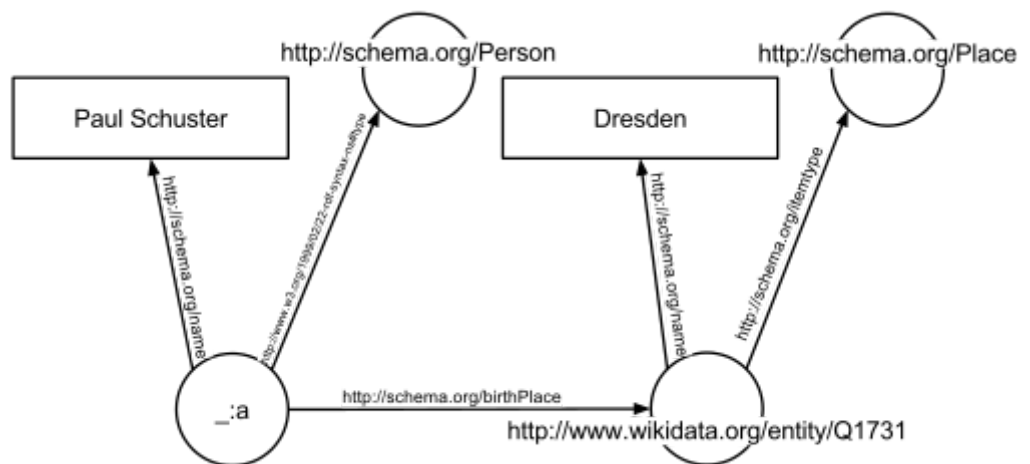 http://schema.org/Person
http://schema.org/Place
Paul Schuster
Dresden
http://schema.org/name
http://www.w3.org/1999/02/22-rdf-syntax-ns#type
http://schema.org/name
http://schema.org/itemtype
_:a
http://schema.org/birthPlace
http://www.wikidata.org/entity/Q1731